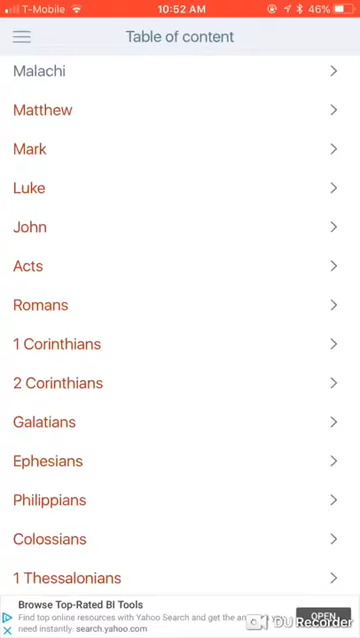 T-Mobile 10:52 AM 46%
Table of content
Malachi
Matthew
Mark
Luke
John
Acts
Romans
1 Corinthians
2 Corinthians
Galatians
Ephesians
Philippians
Colossians
1 Thessalonians
Browse Top-Rated BI Tools
Find top online resources with Yahoo Search and get the
need instantly. search.yahoo.com
OPEN
DU Recorder